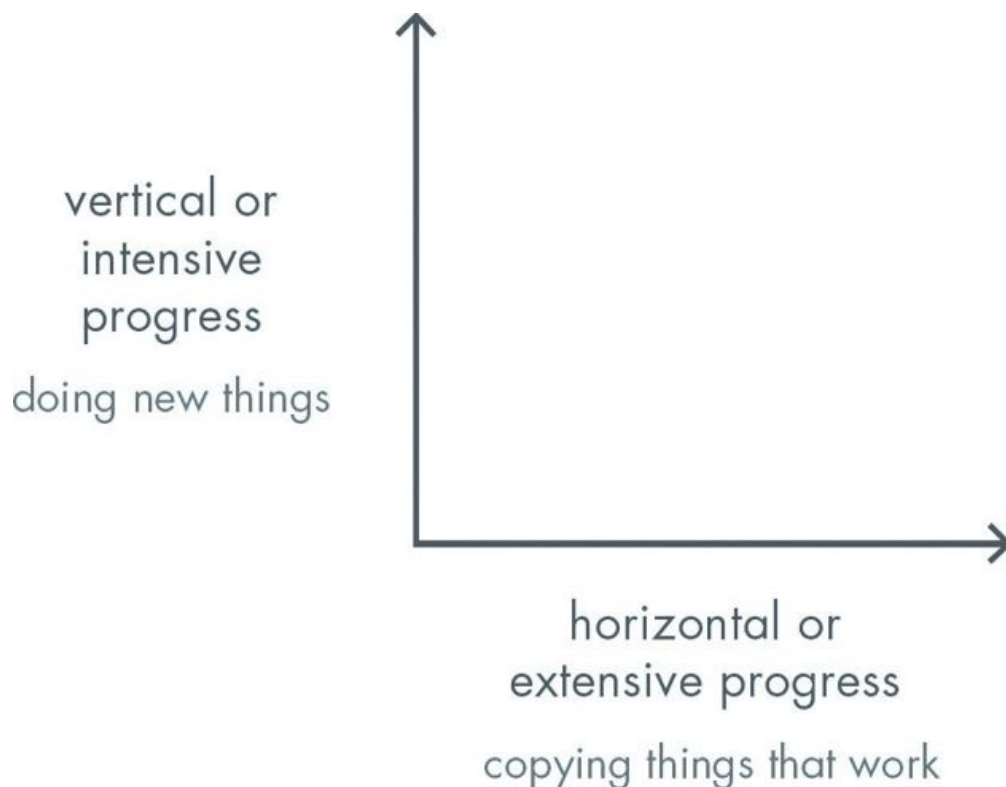 vertical or
intensive
progress
doing new things
horizontal or
extensive progress
copying things that work